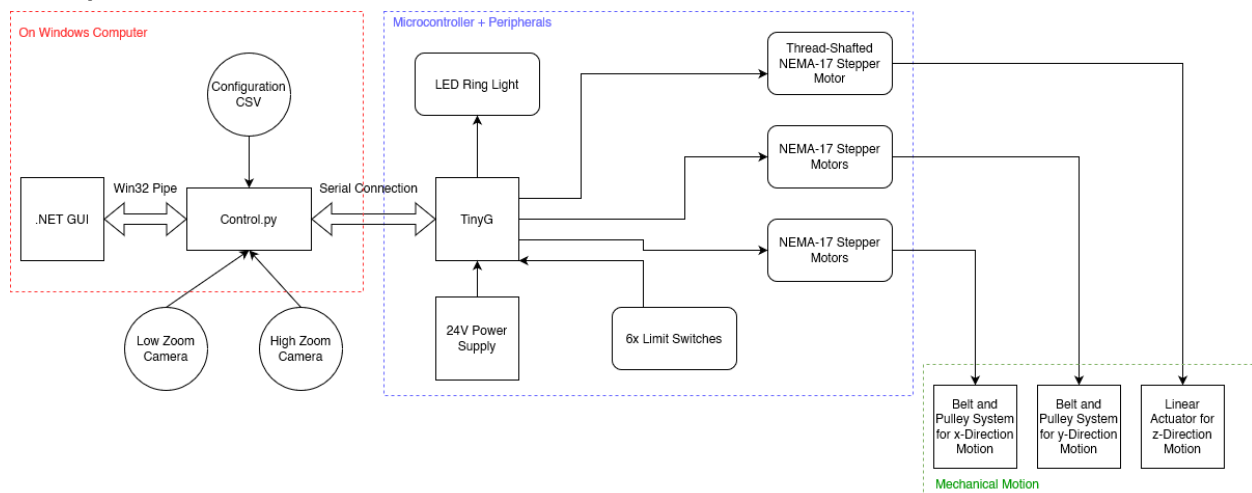 On Windows Computer
Configuration
CSV
.NET GUI
Win32 Pipe
Control.py
Serial Connection
Low Zoom
Camera
High Zoom
Camera
Microcontroller + Peripherals
LED Ring Light
TinyG
24V Power
Supply
6x Limit Switches
Thread-Shafted
NEMA-17 Stepper
Motor
NEMA-17 Stepper
Motors
NEMA-17 Stepper
Motors
Belt and
Pulley System
for x-Direction
Motion
Belt and
Pulley System
for y-Direction
Motion
Linear
Actuator for
z-Direction
Motion
Mechanical Motion